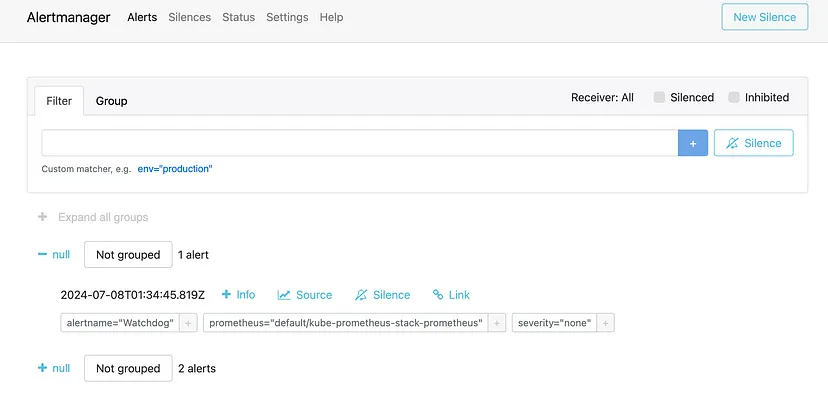 Alertmanager Alerts Silences Status Settings Help New Silence
Filter Group Receiver: All Silenced Inhibited
+ Silence
Custom matcher, e.g. env="production"
+ Expand all groups
− null Not grouped 1 alert
2024-07-08T01:34:45.819Z + Info Source Silence Link
alertname="Watchdog" + prometheus="default/kube-prometheus-stack-prometheus" + severity="none" +
+ null Not grouped 2 alerts